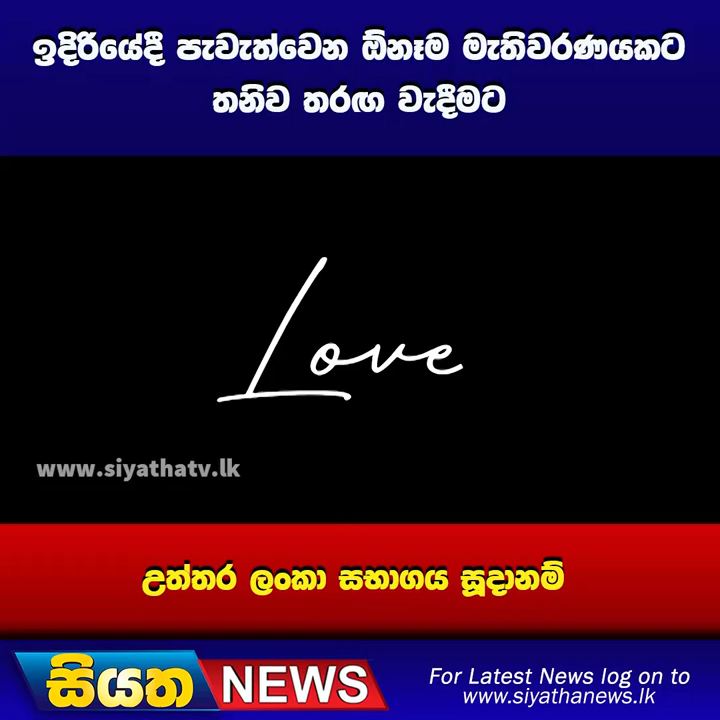 ඉදිරියේදී පැවැත්වෙන ඕනෑම මැතිවරණයකට
තනිව තරඟ වැදීමට
Love
www.siyathatv.lk
උත්තර ලංකා සභාගය සූදානම්
සියත NEWS
For Latest News log on to
www.siyathanews.lk